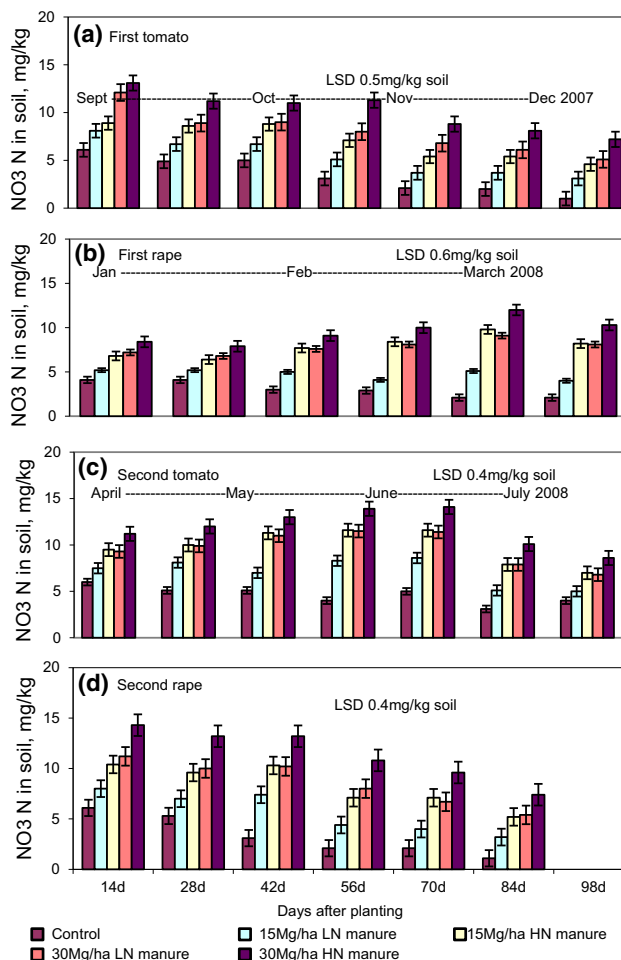 20
(a) First tomato
15
LSD 0.5mg/kg soil
Sept ------------------Oct ------------------Nov ------------------Dec 2007
10
5
0
NO3 N in soil, mg/kg
20
(b) First rape LSD 0.6mg/kg soil
15
Jan ----------------------Feb--------------------March 2008
10
5
0
NO3 N in soil, mg/kg
20
(c) Second tomato LSD 0.4mg/kg soil
April--------------May---------------June---------------July 2008
15
10
5
0
NO3 N in soil, mg/kg
20
(d) Second rape
LSD 0.4mg/kg soil
15
10
5
0
NO3 N in soil, mg/kg
14d 28d 42d 56d 70d 84d 98d
Days after planting
Control 15Mg/ha LN manure 15Mg/ha HN manure
30Mg/ha LN manure 30Mg/ha HN manure